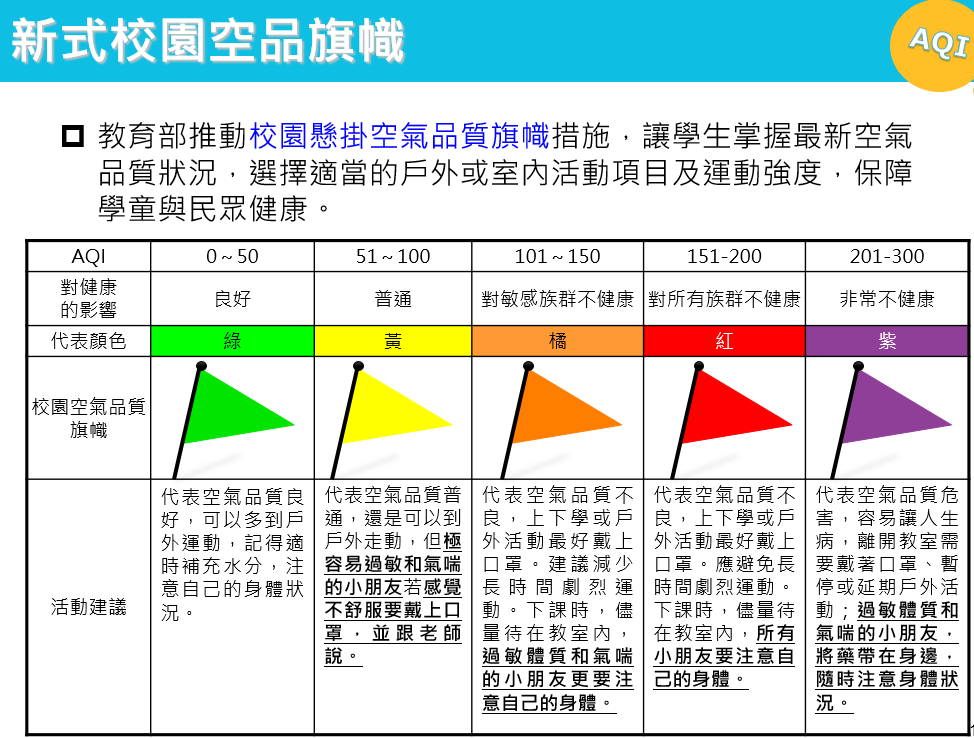 新式校園空品旗幟
AQI
教育部推動校園懸掛空氣品質旗幟措施，讓學生掌握最新空氣
品質狀況，選擇適當的戶外或室內活動項目及運動強度，保障
學童與民眾健康。
AQI
0～50
51～100
101～150
151-200
201-300
對健康
的影響
良好
普通
對敏感族群不健康
對所有族群不健康
非常不健康
代表顏色
綠
黃
橘
紅
紫
校園空氣品質
旗幟
活動建議
代表空氣品質良
好，可以多到戶
外運動，記得適
時補充水分，注
意自己的身體狀
況。
代表空氣品質普
通，還是可以到
戶外走動，但極
容易過敏和氣喘
的小朋友若感覺
不舒服要戴上口
罩，並跟老師
說。
代表空氣品質不
良，上下學或戶
外活動最好戴上
口罩。建議減少
長時間劇烈運
動。下課時，儘
量待在教室內，
過敏體質和氣喘
的小朋友更要注
意自己的身體。
代表空氣品質不
良，上下學或戶
外活動最好戴上
口罩。應避免長
時間劇烈運動。
下課時，儘量待
在教室內，所有
小朋友要注意自
己的身體。
代表空氣品質危
害，容易讓人生
病，離開教室需
要戴著口罩、暫
停或延期戶外活
動；過敏體質和
氣喘的小朋友，
將藥帶在身邊，
隨時注意身體狀
況。